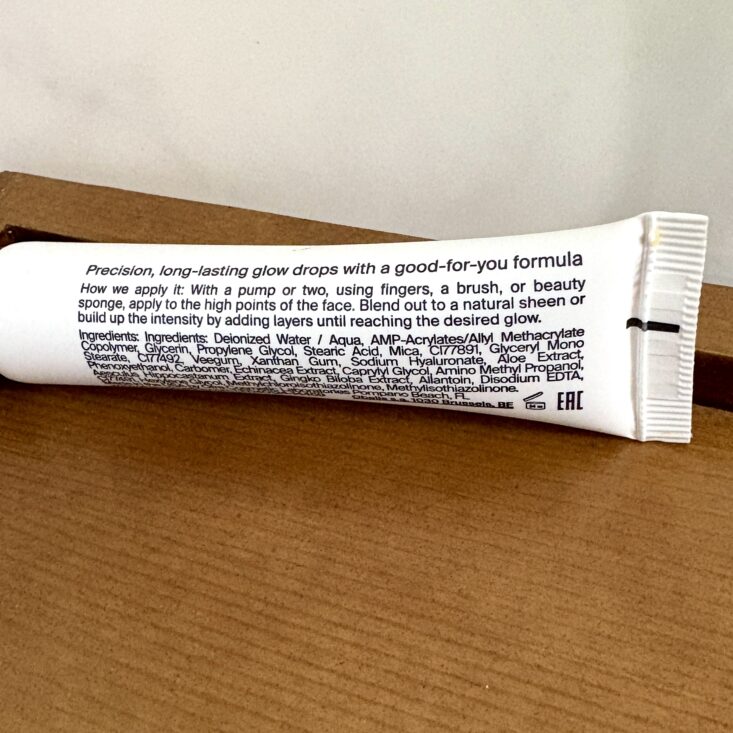 Precision, long-lasting glow drops with a good-for-you formula
How we apply it: With a pump or two, using fingers, a brush, or beauty
sponge, apply to the high points of the face. Blend out to a natural sheen or
build up the intensity by adding layers until reaching the desired glow.
Ingredients: Ingredients: Deionized Water / Aqua, AMP-Acrylates/Allyl Methacrylate
Copolymer, Glycerin, Propylene Glycol, Stearic Acid, Mica, CI77891, Glyceryl Mono
Stearate, CI77492, Veegum, Xanthan Gum, Sodium Hyaluronate, Aloe Extract,
Phenoxyethanol, Carbomer, Echinacea Extract, Caprylyl Glycol, Amino Methyl Propanol,
Extract, Gingko Biloba Extract, Allantoin, Disodium EDTA,
Glycol, Methylisothiazolinone.
Pompano Beach, FL
1030 Brussels, BE
EAC